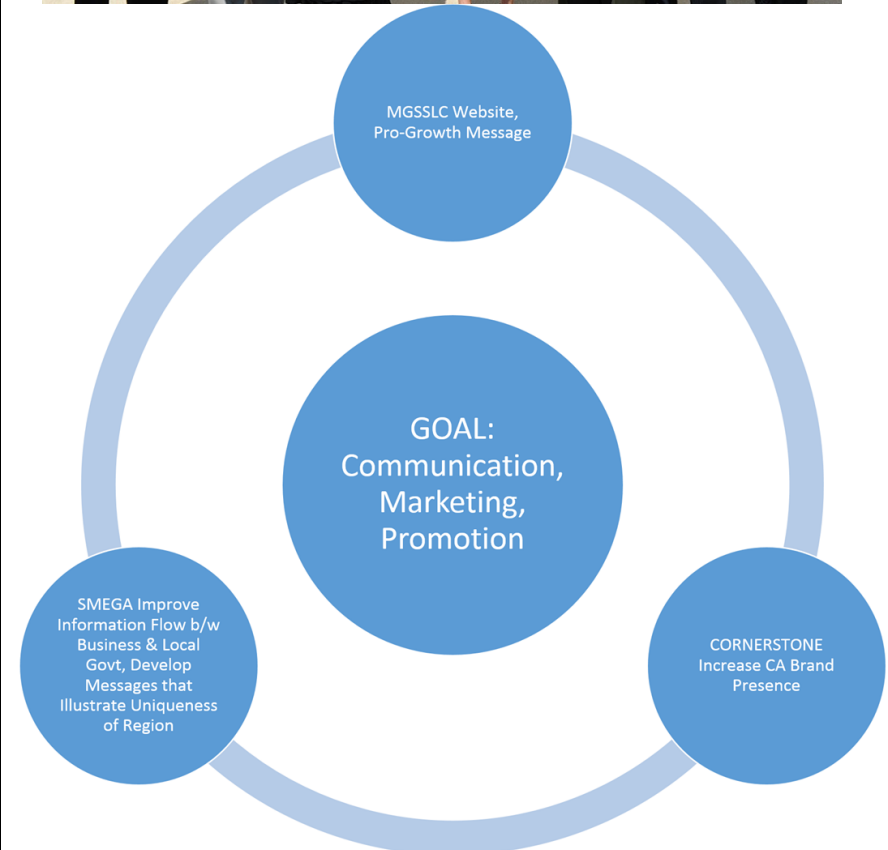 MGSSLC Website,
Pro-Growth Message
GOAL:
Communication,
Marketing,
Promotion
SMEGA Improve
Information Flow b/w
Business & Local
Govt, Develop
Messages that
Illustrate Uniqueness
of Region
CORNERSTONE
Increase CA Brand
Presence